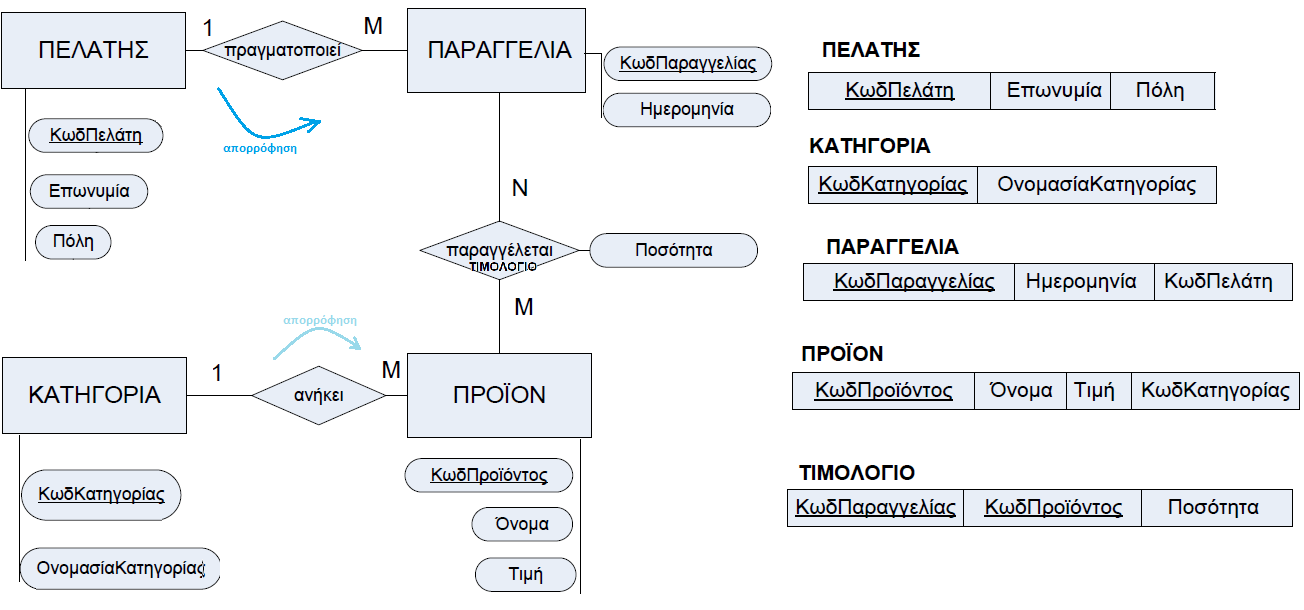 ΠΕΛΑΤΗΣ
1
πραγματοποιεί
M
ΠΑΡΑΓΓΕΛΙΑ
ΚωδΠαραγγελίας
Ημερομηνία
ΚωδΠελάτη
Επωνυμία
Πόλη
απορρόφηση
N
παραγγέλεται
ΤΙΜΟΛΟΓΙΟ
Ποσότητα
M
απορρόφηση
ΚΑΤΗΓΟΡΙΑ
1
ανήκει
M
ΠΡΟΪΟΝ
ΚωδΚατηγορίας
ΟνομασίαΚατηγορίας
ΚωδΠροϊόντος
Όνομα
Τιμή
ΠΕΛΑΤΗΣ
ΚωδΠελάτη Επωνυμία Πόλη
ΚΑΤΗΓΟΡΙΑ
ΚωδΚατηγορίας ΟνομασίαΚατηγορίας
ΠΑΡΑΓΓΕΛΙΑ
ΚωδΠαραγγελίας Ημερομηνία ΚωδΠελάτη
ΠΡΟΪΟΝ
ΚωδΠροϊόντος Όνομα Τιμή ΚωδΚατηγορίας
ΤΙΜΟΛΟΓΙΟ
ΚωδΠαραγγελίας ΚωδΠροϊόντος Ποσότητα